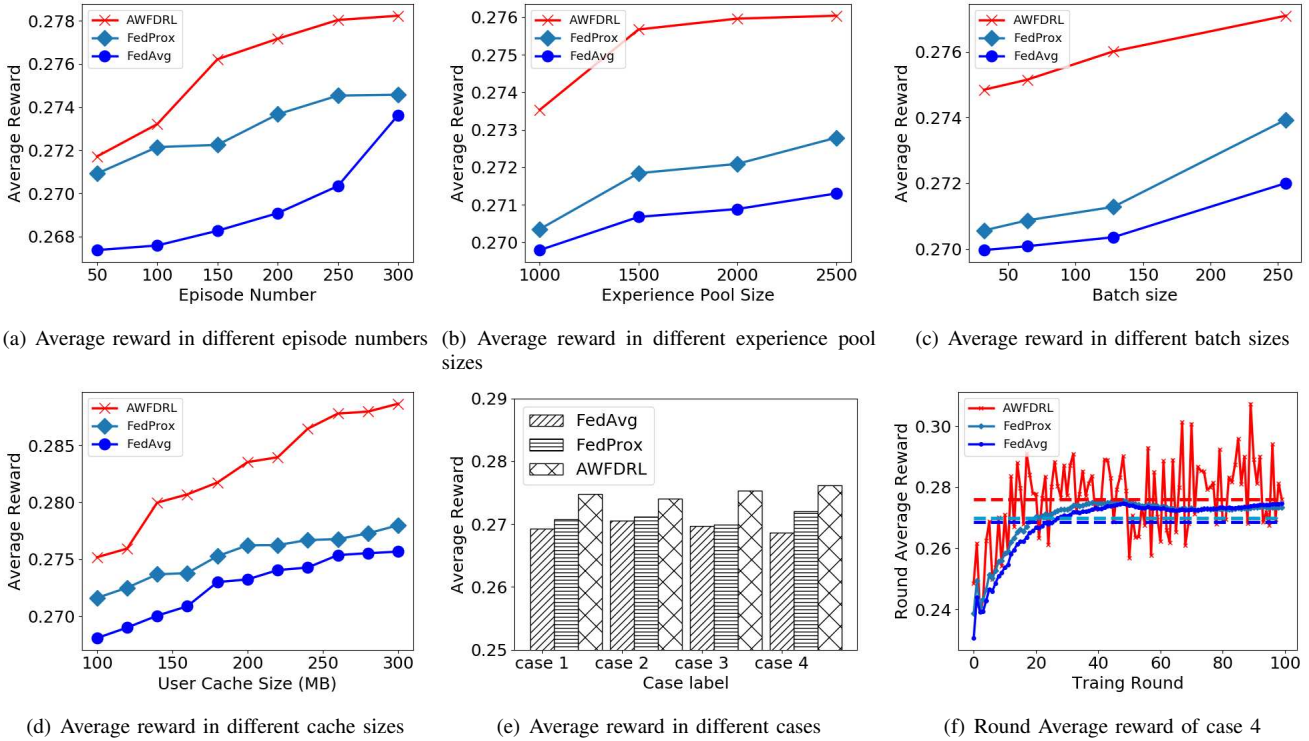 0.278
0.276
0.274
0.272
0.270
0.268
Average Reward
AWFDRL
FedProx
FedAvg
50 100 150 200 250 300
Episode Number
(a) Average reward in different episode numbers
0.276
0.275
0.274
0.273
0.272
0.271
0.270
Average Reward
AWFDRL
FedProx
FedAvg
1000 1500 2000 2500
Experience Pool Size
(b) Average reward in different experience pool
sizes
0.276
0.274
0.272
0.270
Average Reward
AWFDRL
FedProx
FedAvg
50 100 150 200 250
Batch size
(c) Average reward in different batch sizes
0.285
0.280
0.275
0.270
Average Reward
AWFDRL
FedProx
FedAvg
100 150 200 250 300
User Cache Size (MB)
(d) Average reward in different cache sizes
0.29
0.28
0.27
0.26
0.25
Average Reward
FedAvg
FedProx
AWFDRL
case 1 case 2 case 3 case 4
Case label
(e) Average reward in different cases
0.30
0.28
0.26
0.24
Round Average Reward
AWFDRL
FedProx
FedAvg
0 20 40 60 80 100
Traing Round
(f) Round Average reward of case 4